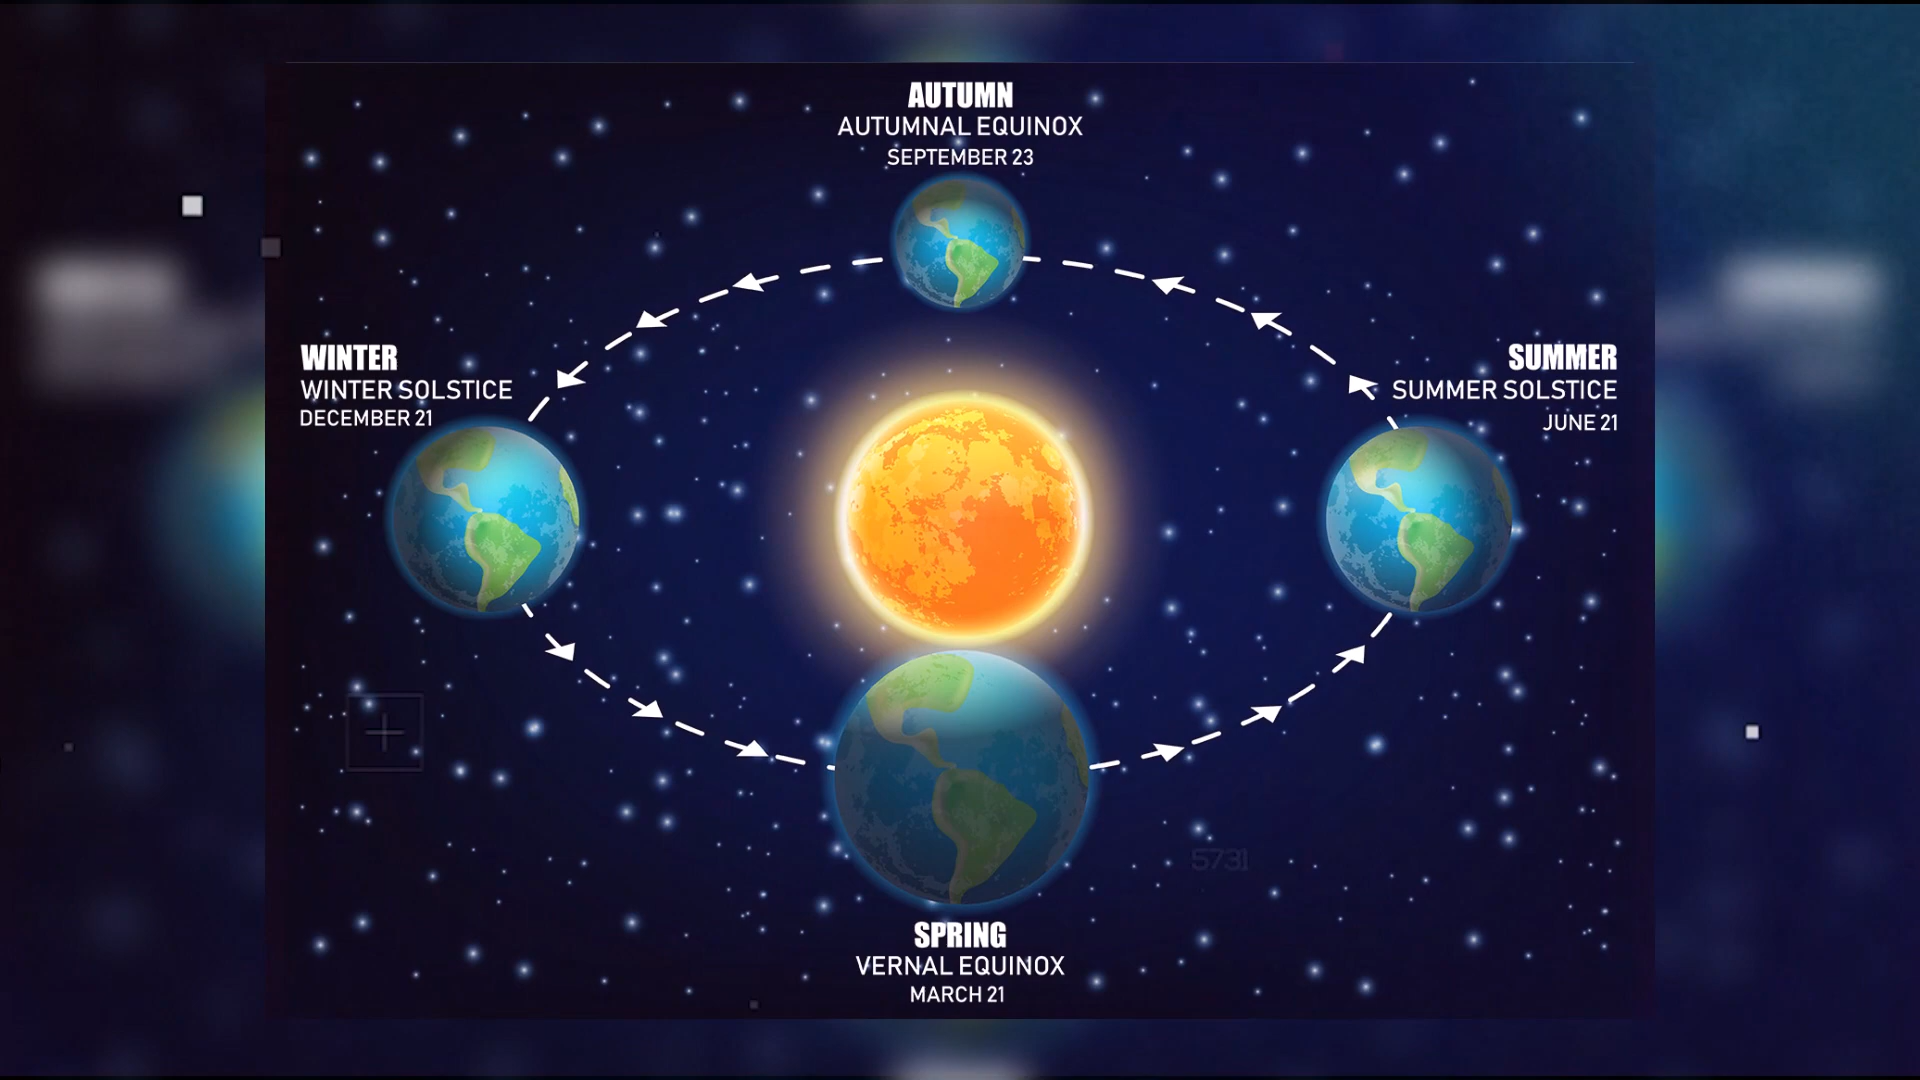 AUTUMN
AUTUMNAL EQUINOX
SEPTEMBER 23
WINTER
WINTER SOLSTICE
DECEMBER 21
SUMMER
SUMMER SOLSTICE
JUNE 21
5731
SPRING
VERNAL EQUINOX
MARCH 21